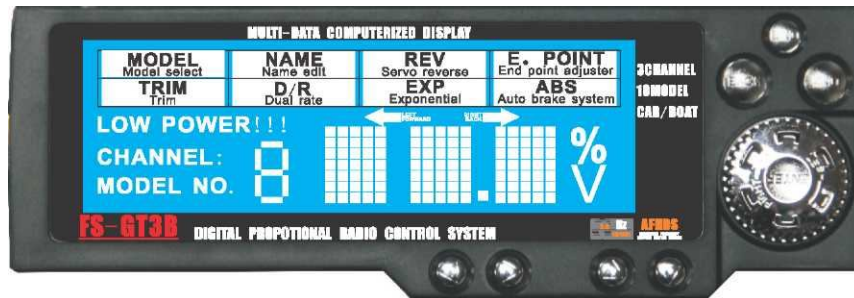 MULTI-DATA COMPUTERIZED DISPLAY
MODEL NAME REV E. POINT
Model select Name edit Servo reverse End point adjuster
TRIM D/R EXP ABS
Trim Dual rate Exponential Auto brake system
3CHANNEL
10MODEL
CAR/BOAT
LOW POWER!!!
CHANNEL:
MODEL NO.
8
%
V
FS-GT3B DIGITAL PROPOTIONAL RADIO CONTROL SYSTEM
AFHDS